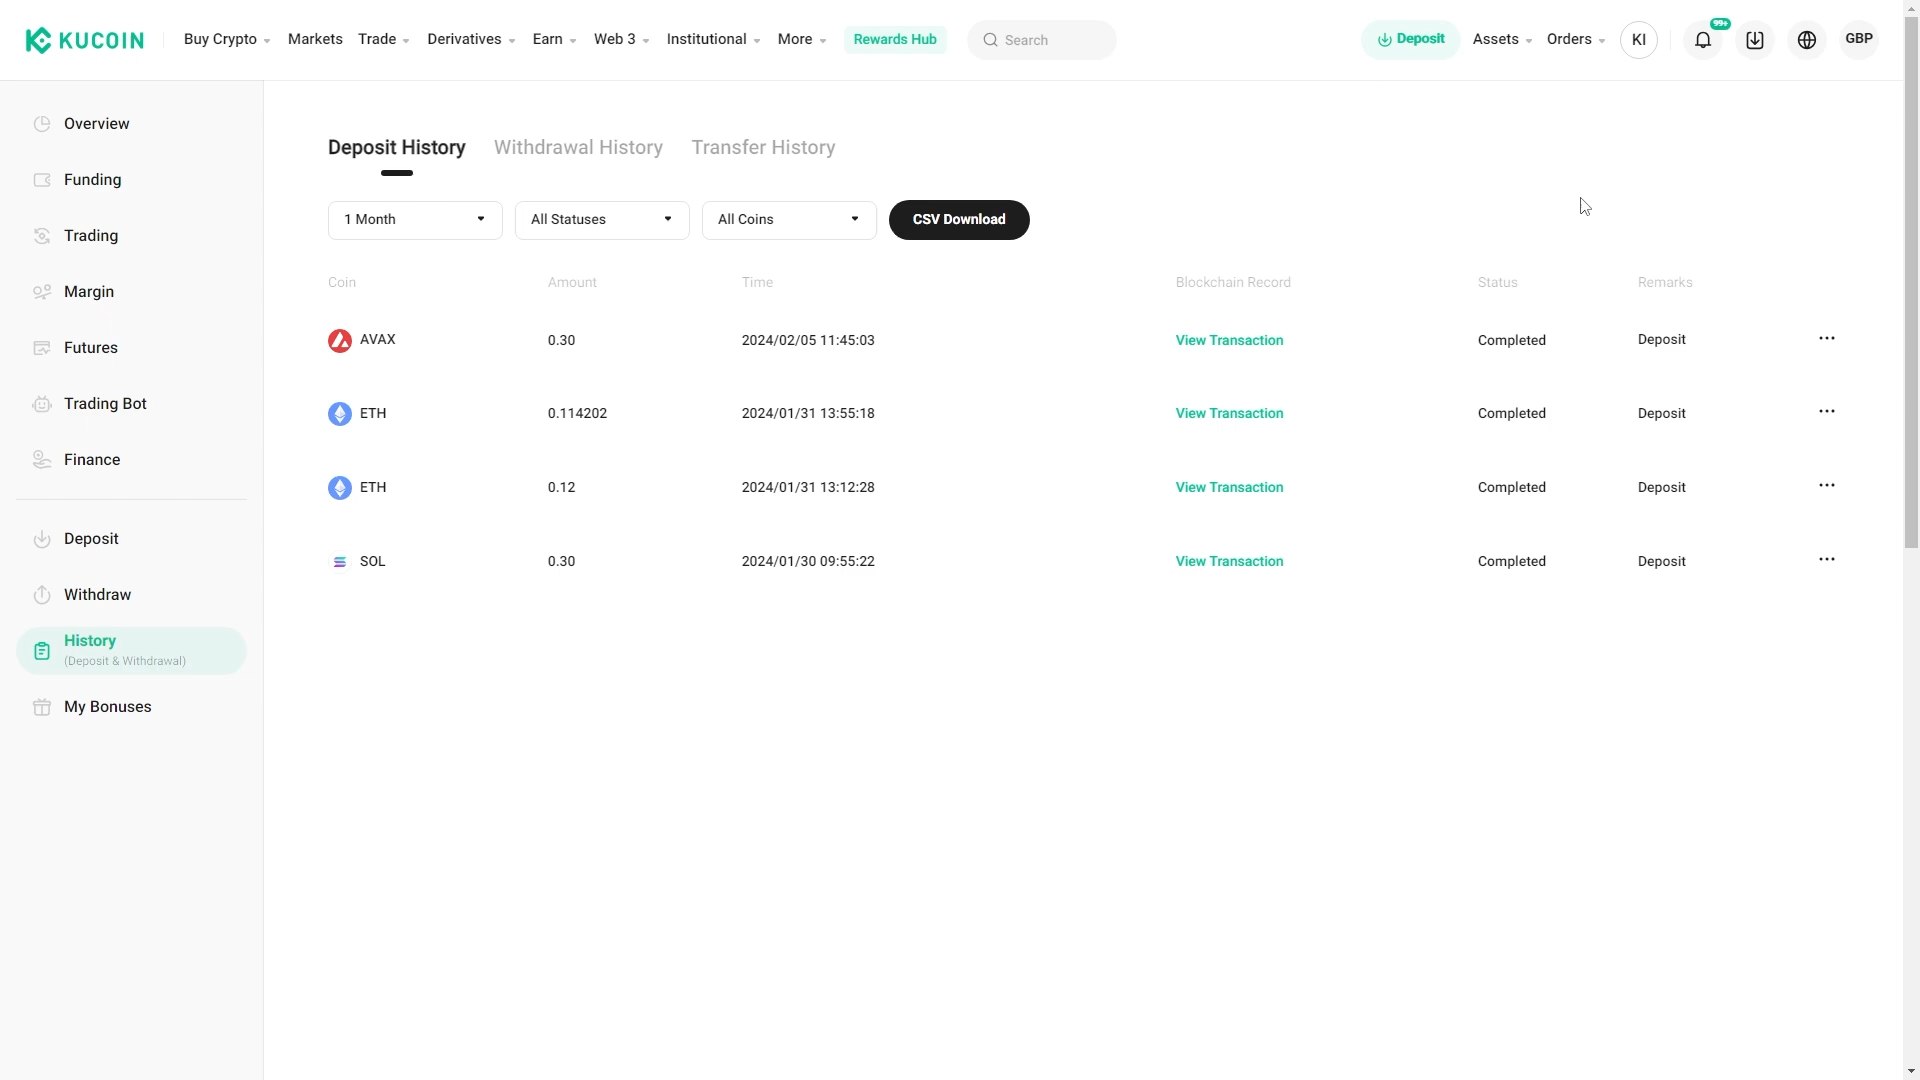 KUCOIN Buy Crypto Markets Trade Derivatives Earn Web 3 Institutional More Rewards Hub Search Deposit Assets Orders KI 99+ GBP
Overview
Funding
Trading
Margin
Futures
Trading Bot
Finance
Deposit
Withdraw
History
(Deposit & Withdrawal)
My Bonuses
Deposit History Withdrawal History Transfer History
1 Month All Statuses All Coins CSV Download
Coin Amount Time Blockchain Record Status Remarks
AVAX 0.30 2024/02/05 11:45:03 View Transaction Completed Deposit ...
ETH 0.114202 2024/01/31 13:55:18 View Transaction Completed Deposit ...
ETH 0.12 2024/01/31 13:12:28 View Transaction Completed Deposit ...
SOL 0.30 2024/01/30 09:55:22 View Transaction Completed Deposit ...